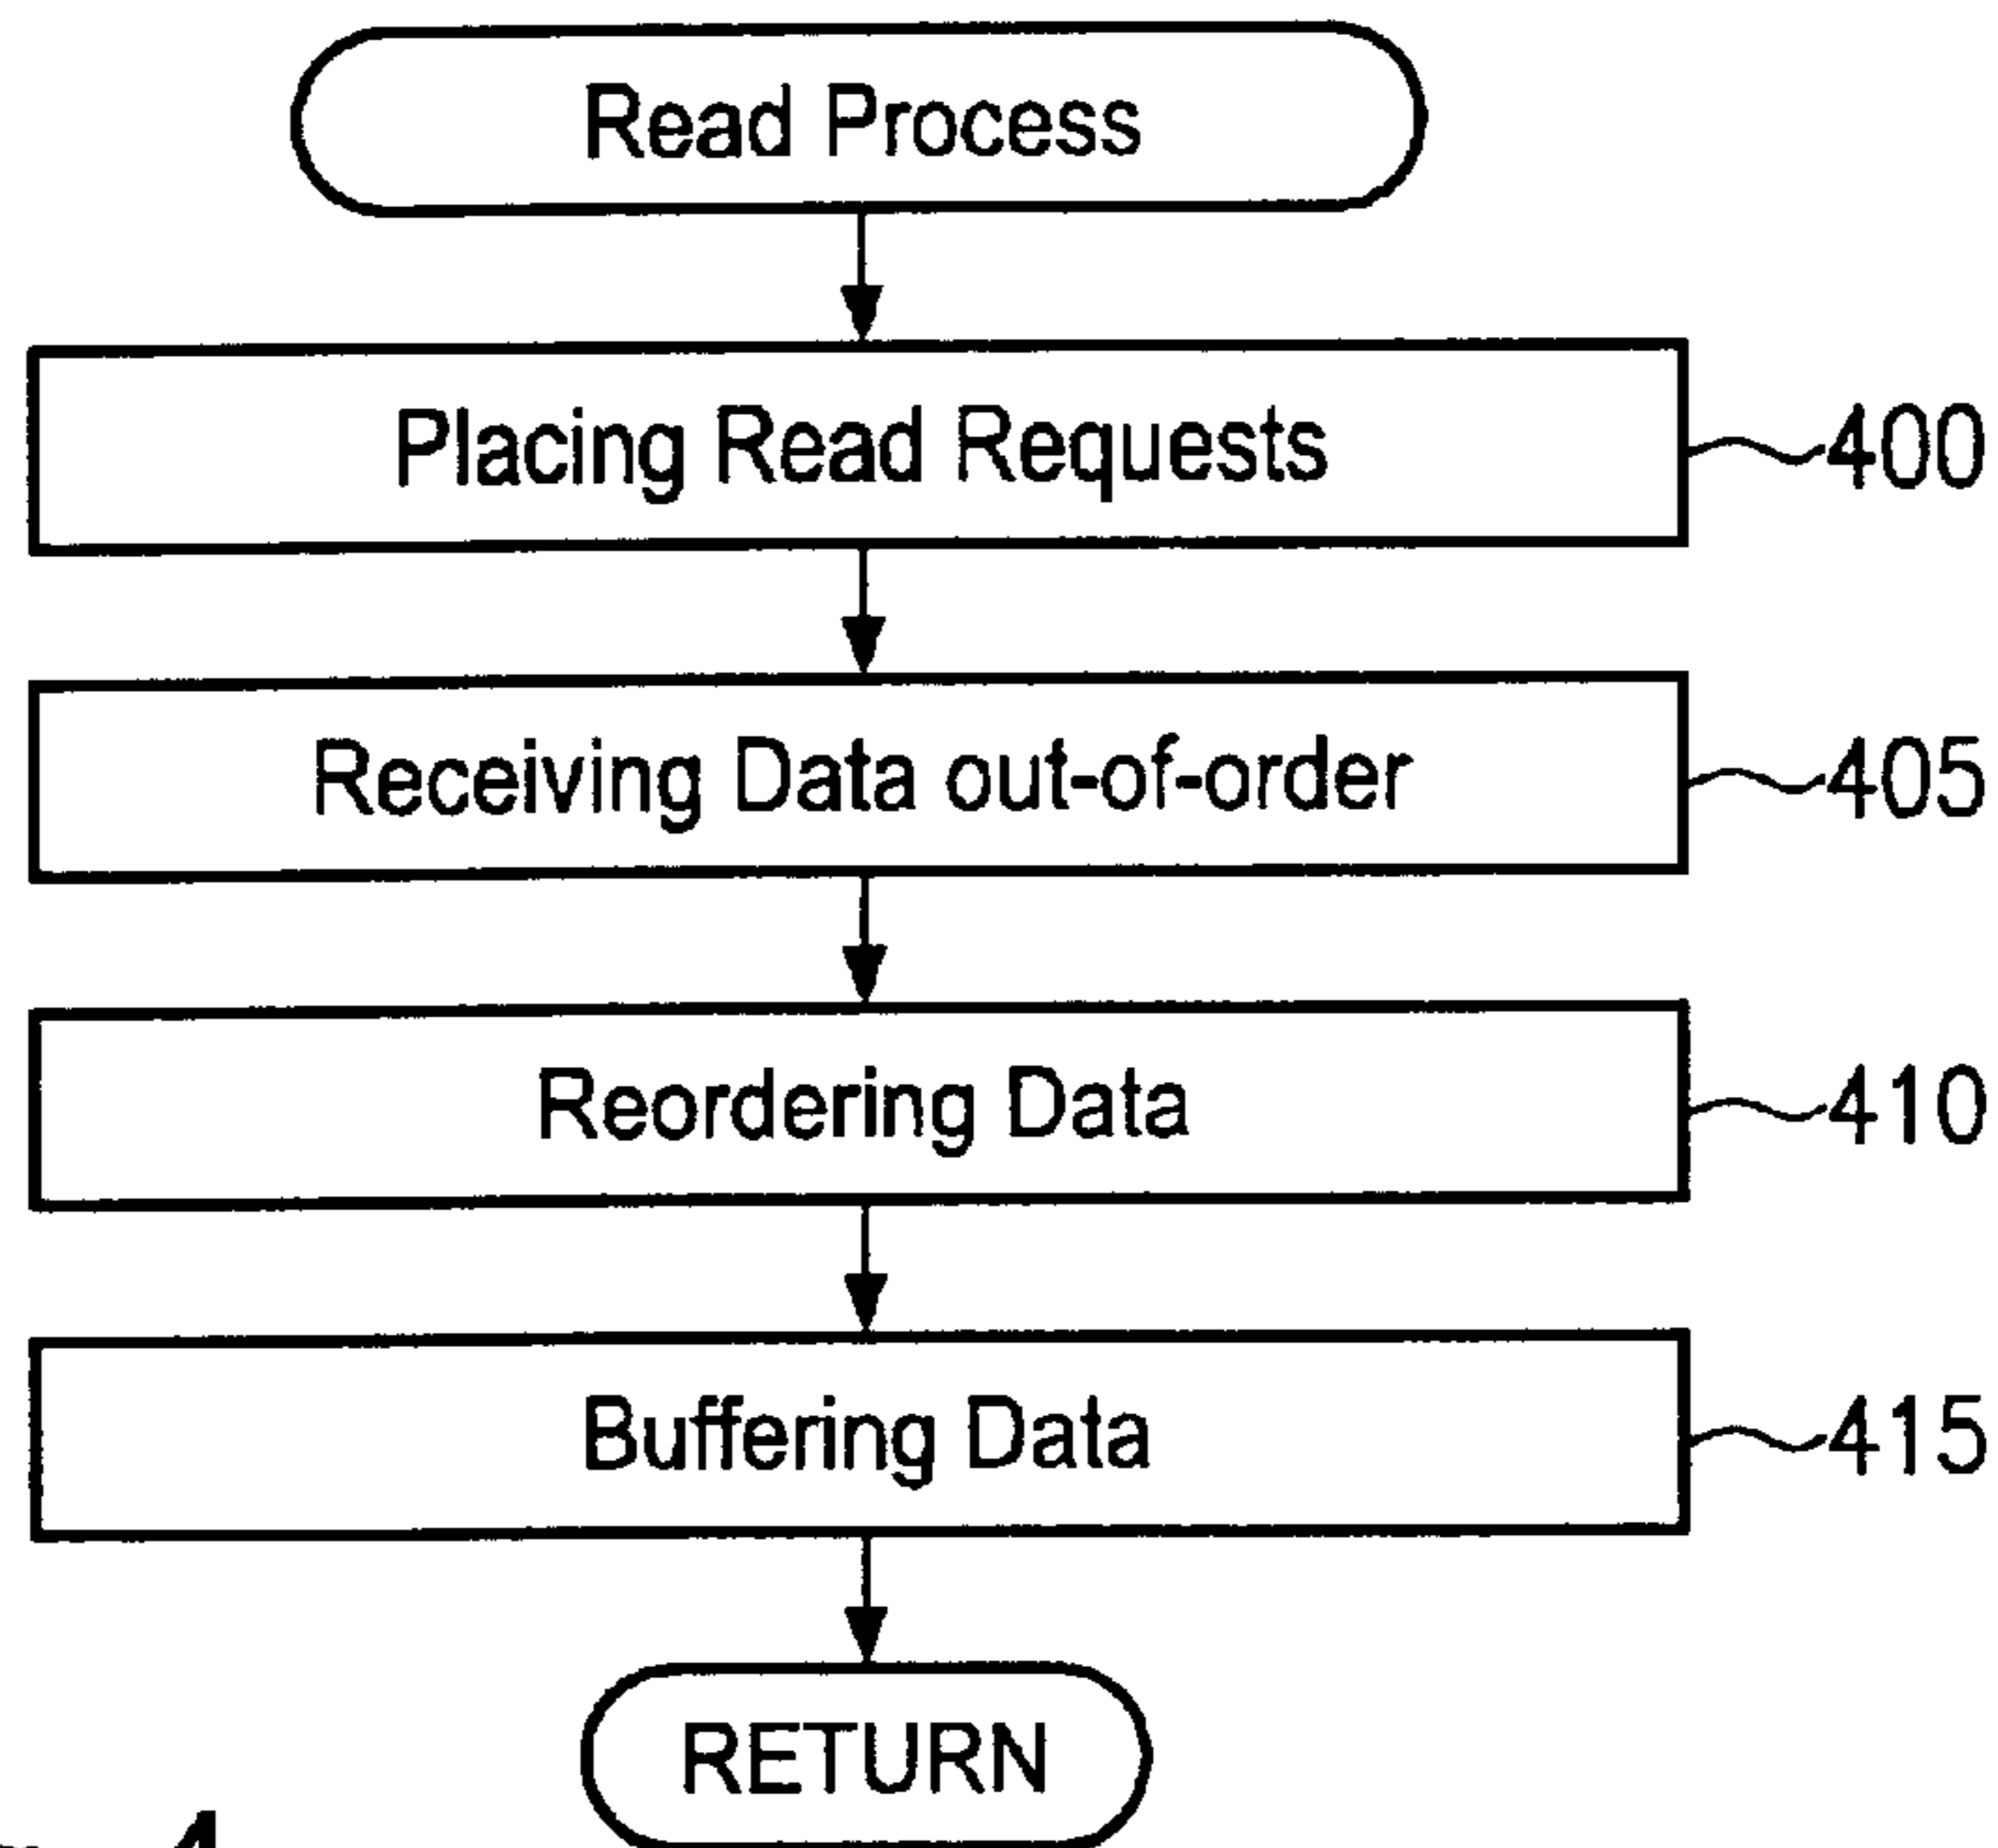 Read Process
Placing Read Requests 400
Receiving Data out-of-order 405
Reordering Data 410
Buffering Data 415
RETURN
4